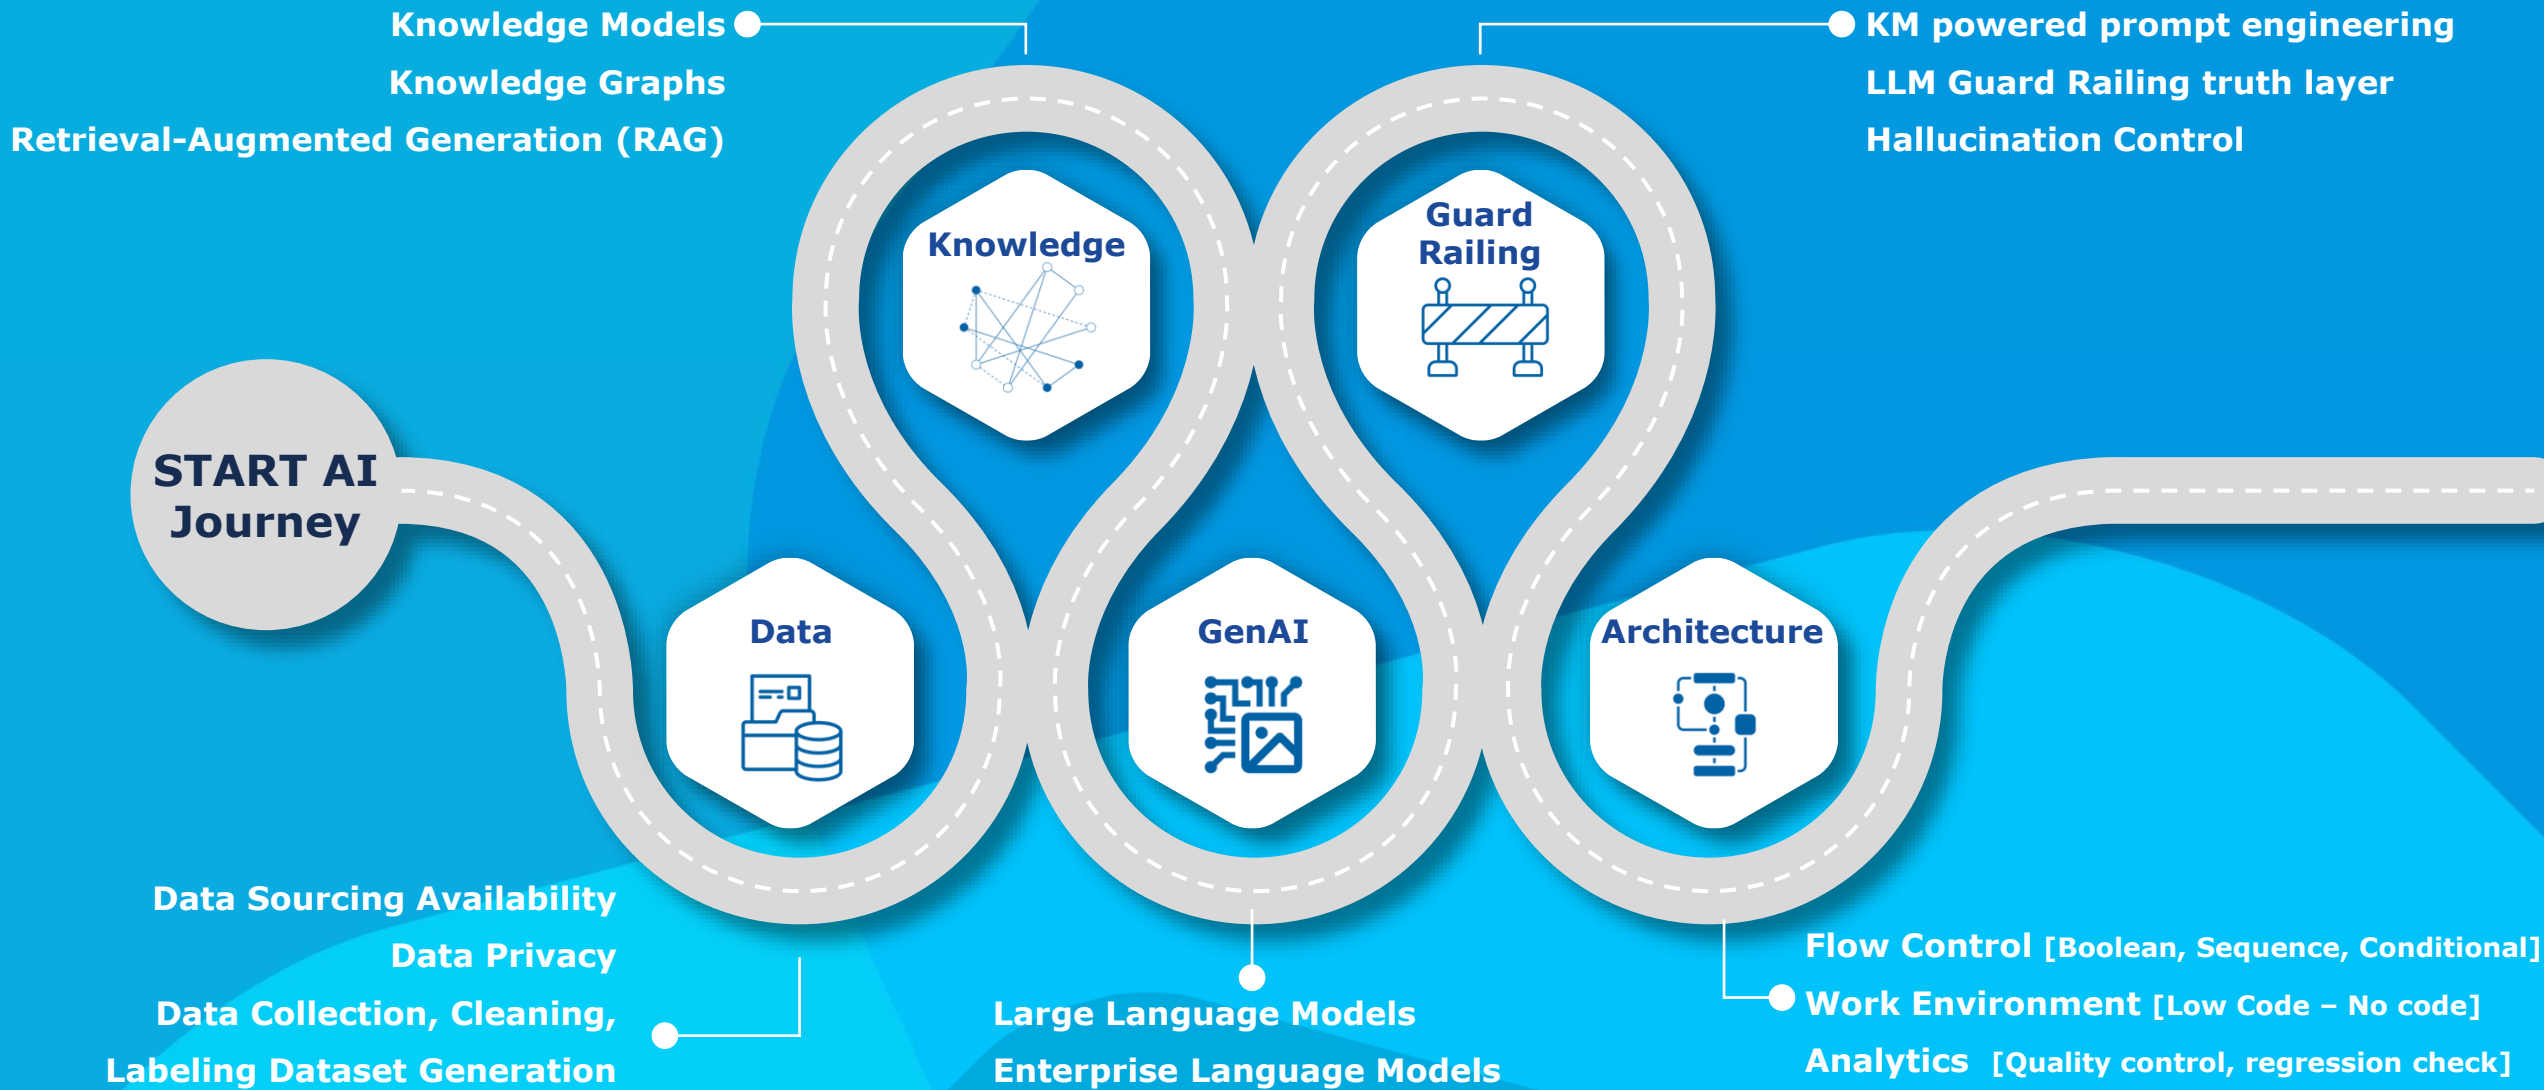 Knowledge Models
Knowledge Graphs
Retrieval-Augmented Generation (RAG)
KM powered prompt engineering
LLM Guard Railing truth layer
Hallucination Control
Knowledge
Guard
Railing
START AI
Journey
Data
GenAI
Architecture
Data Sourcing Availability
Data Privacy
Data Collection, Cleaning,
Labeling Dataset Generation
Large Language Models
Enterprise Language Models
Flow Control [Boolean, Sequence, Conditional]
Work Environment [Low Code – No code]
Analytics [Quality control, regression check]